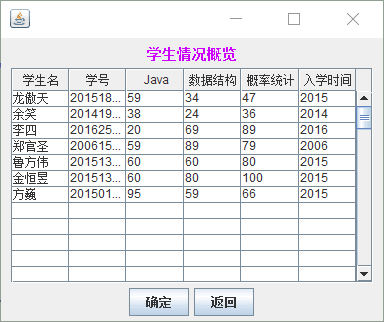 学生情况概览
学生名 学号 Java 数据结构 概率统计 入学时间
龙傲天 201518... 59 34 47 2015
余笑 201419... 38 24 36 2014
李四 201625... 20 69 89 2016
郑官圣 200615... 59 89 79 2006
鲁方伟 201513... 60 60 80 2015
金恒昱 201513... 60 80 100 2015
方巍 201501... 95 59 66 2015
确定 返回